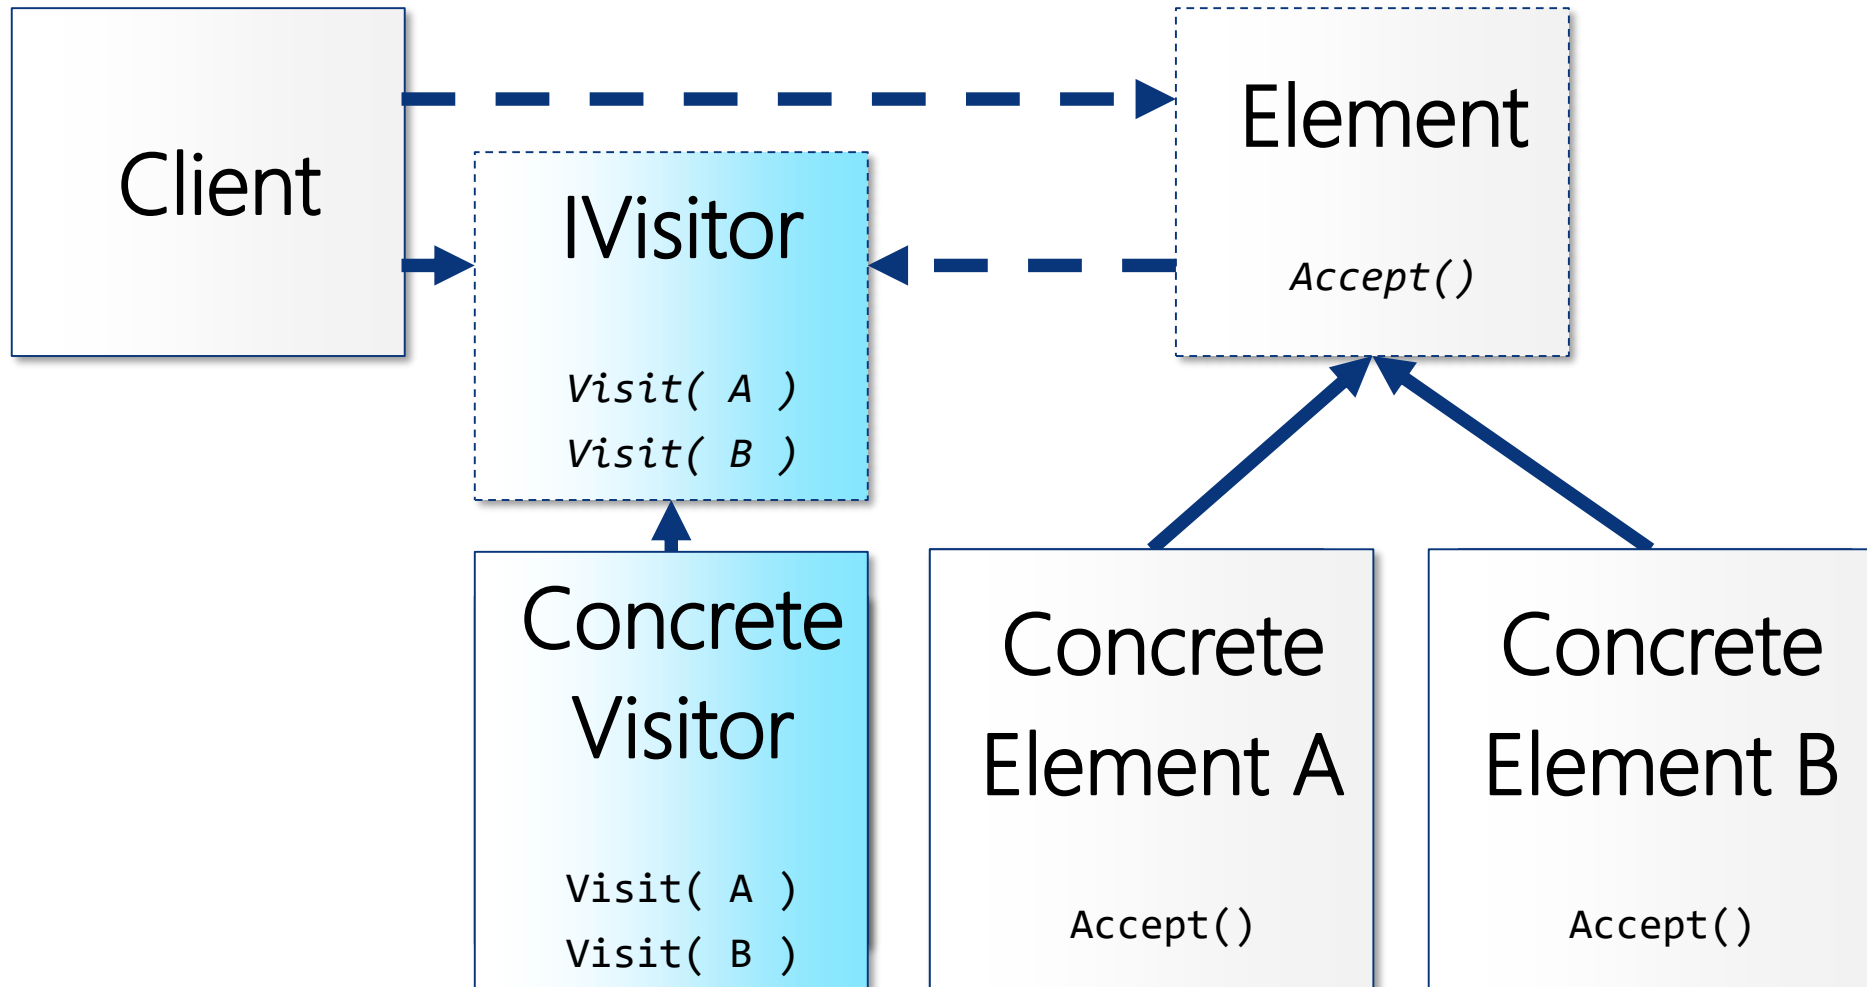 Client
IVisitor
Visit( A )
Visit( B )
Element
Accept()
Concrete
Visitor
Visit( A )
Visit( B )
Concrete
Element A
Accept()
Concrete
Element B
Accept()